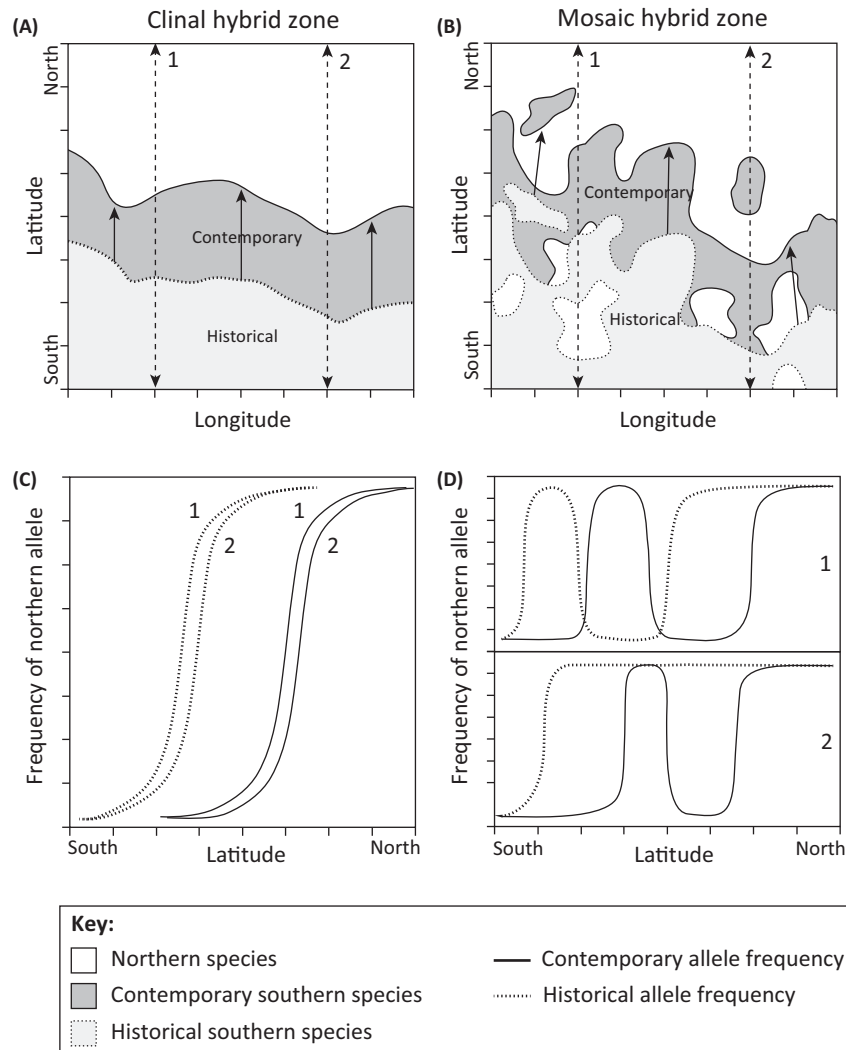 (A)
Clinal hybrid zone
(B)
Mosaic hybrid zone
North
Latitude
South
1
2
Contemporary
Historical
Longitude
North
Latitude
South
1
2
Contemporary
Historical
Longitude
(C)
Frequency of northern allele
1
2
1
2
South
Latitude
North
(D)
Frequency of northern allele
1
2
South
Latitude
North
Key:
Northern species
Contemporary southern species
Historical southern species
Contemporary allele frequency
Historical allele frequency